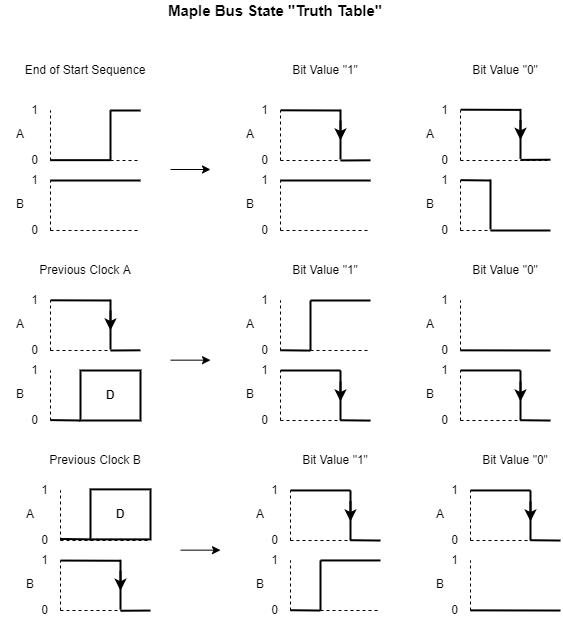 Maple Bus State "Truth Table"
End of Start Sequence Bit Value "1" Bit Value "0"
1 1 1
A A A
0 0 0
1 1 1
B B B
0 0 0
Previous Clock A Bit Value "1" Bit Value "0"
1 1 1
A A A
0 0 0
1 1 1
B D B B
0 0 0
Previous Clock B Bit Value "1" Bit Value "0"
1 1 1
A D A A
0 0 0
1 1 1
B B B
0 0 0